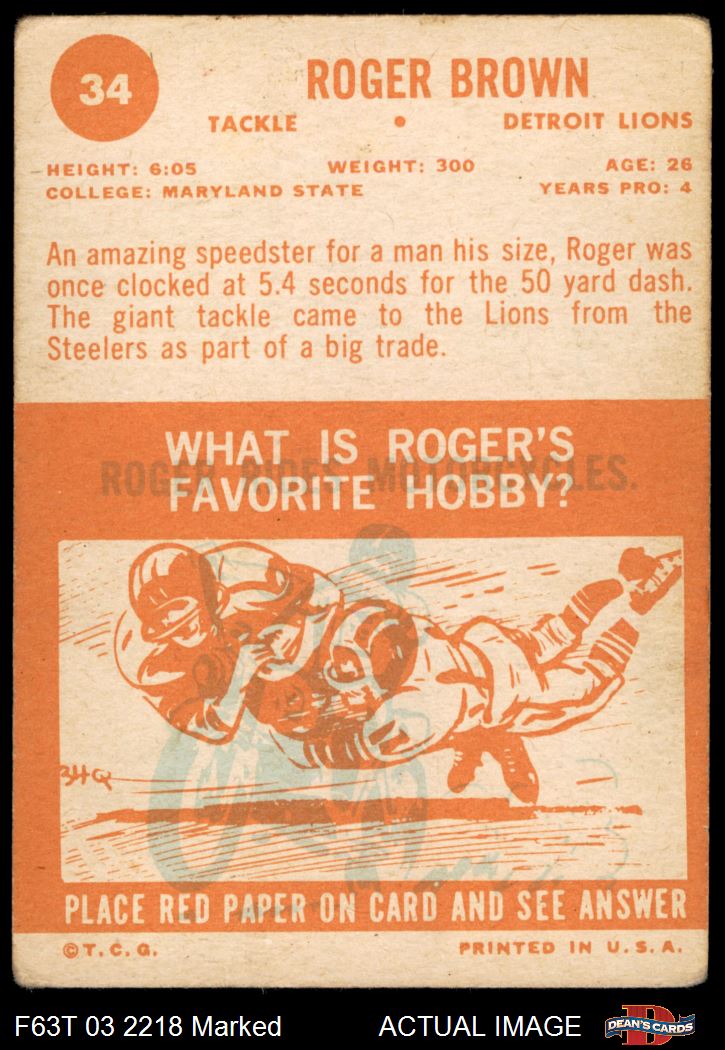 34
ROGER BROWN
TACKLE • DETROIT LIONS
HEIGHT: 6:05 WEIGHT: 300 AGE: 26
COLLEGE: MARYLAND STATE YEARS PRO: 4
An amazing speedster for a man his size, Roger was
once clocked at 5.4 seconds for the 50 yard dash.
The giant tackle came to the Lions from the
Steelers as part of a big trade.
WHAT IS ROGER'S
ROGER RIDES MOTORCYCLES.
FAVORITE HOBBY?
BHQ
PLACE RED PAPER ON CARD AND SEE ANSWER
©T.C.G. PRINTED IN U.S.A.
F63T 03 2218 Marked ACTUAL IMAGE
D
DEAN'S CARDS